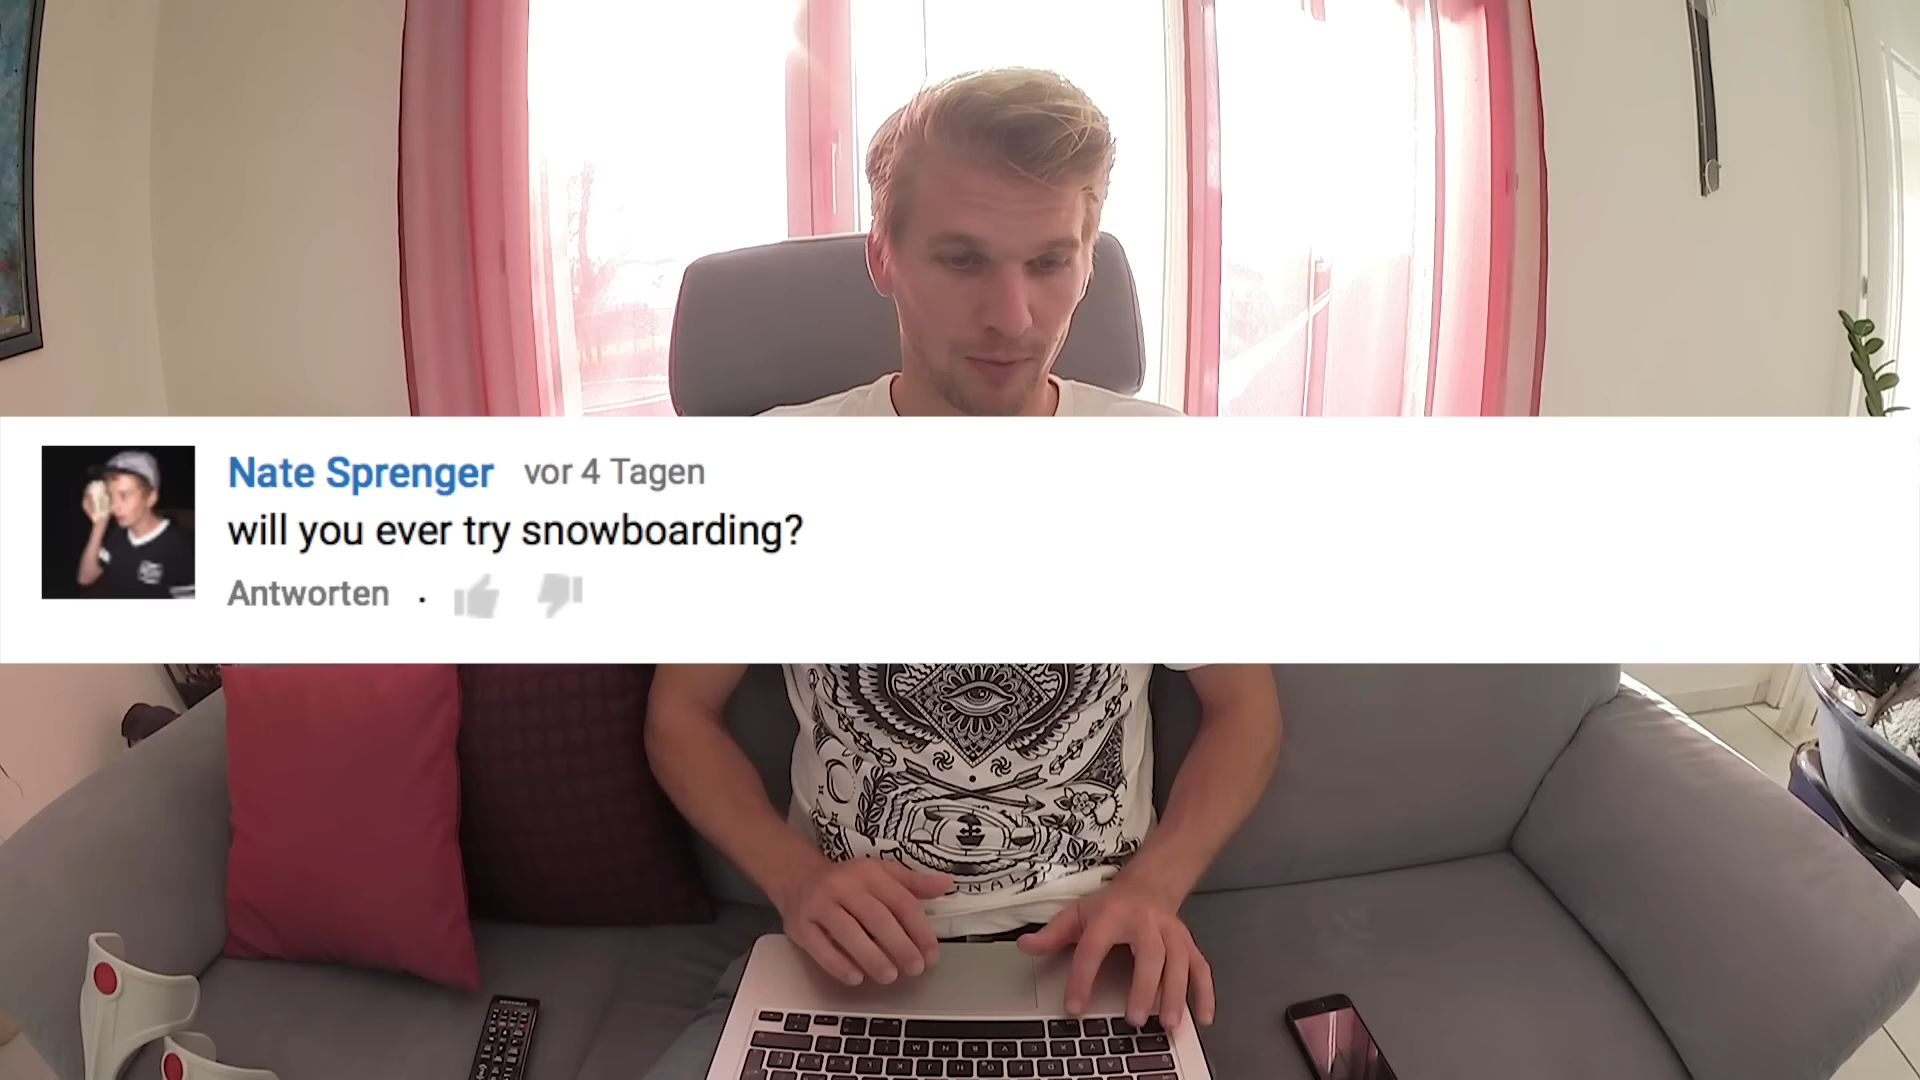 Nate Sprenger vor 4 Tagen
will you ever try snowboarding?
Antworten .